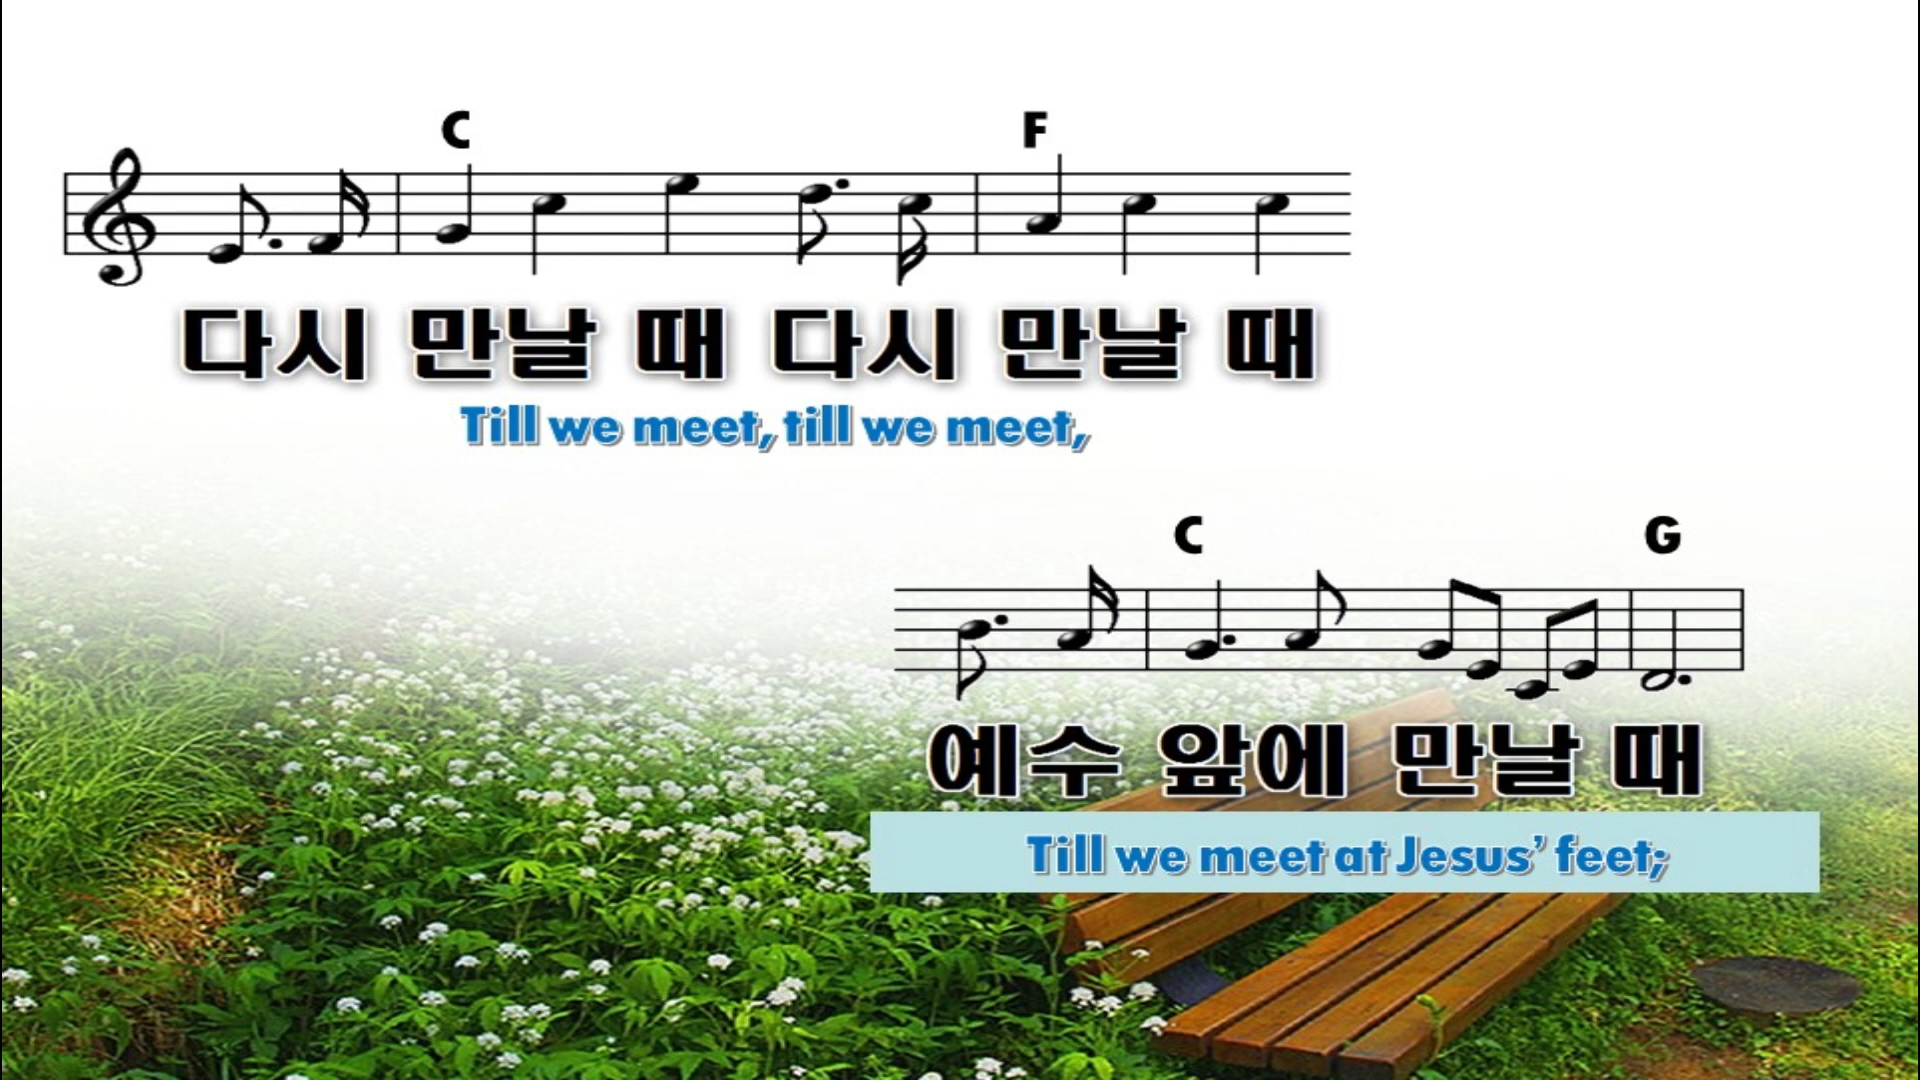 C F
다시 만날 때 다시 만날 때
Till we meet, till we meet,
C G
예수 앞에 만날 때
Till we meet at Jesus’ feet;